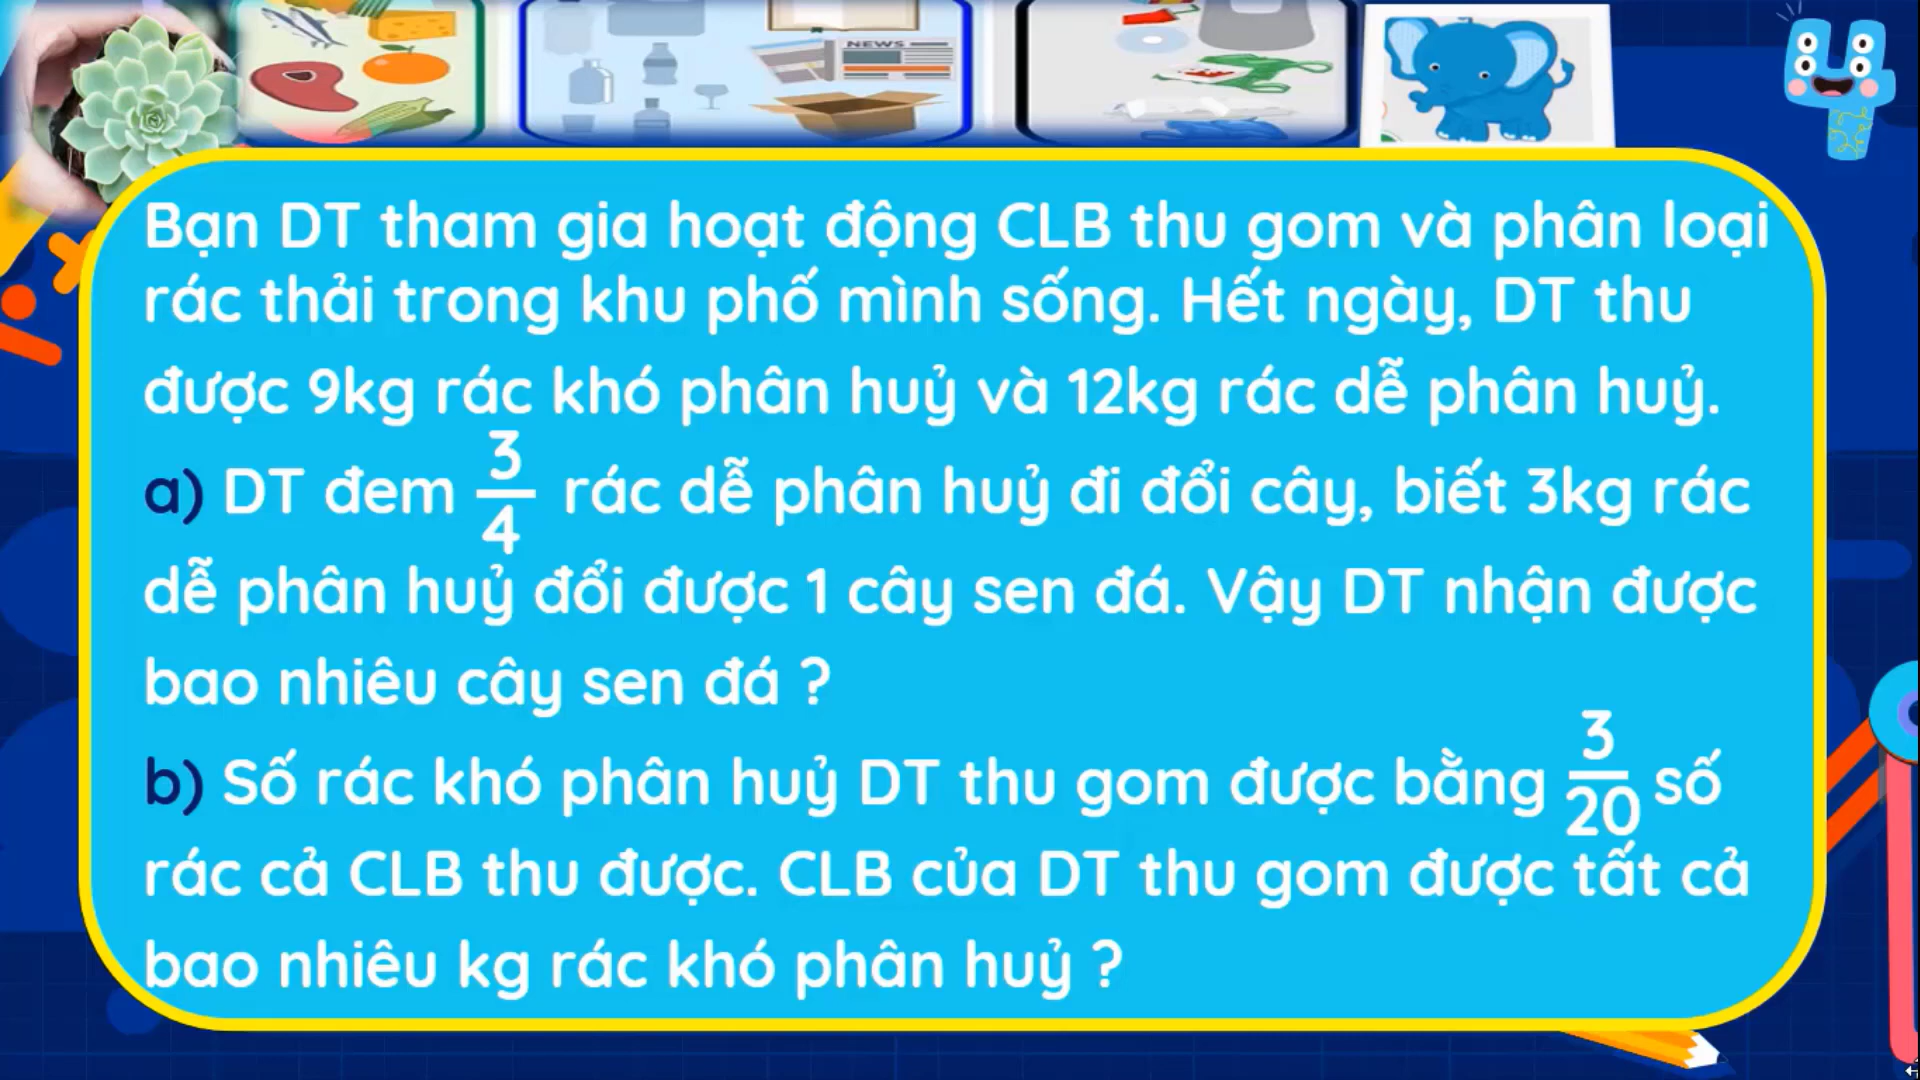 NEWS
Bạn DT tham gia hoạt động CLB thu gom và phân loại
rác thải trong khu phố mình sống. Hết ngày, DT thu
được 9kg rác khó phân huỷ và 12kg rác dễ phân huỷ.
a) DT đem 3/4 rác dễ phân huỷ đi đổi cây, biết 3kg rác
dễ phân huỷ đổi được 1 cây sen đá. Vậy DT nhận được
bao nhiêu cây sen đá ?
b) Số rác khó phân huỷ DT thu gom được bằng 3/20 số
rác cả CLB thu được. CLB của DT thu gom được tất cả
bao nhiêu kg rác khó phân huỷ ?